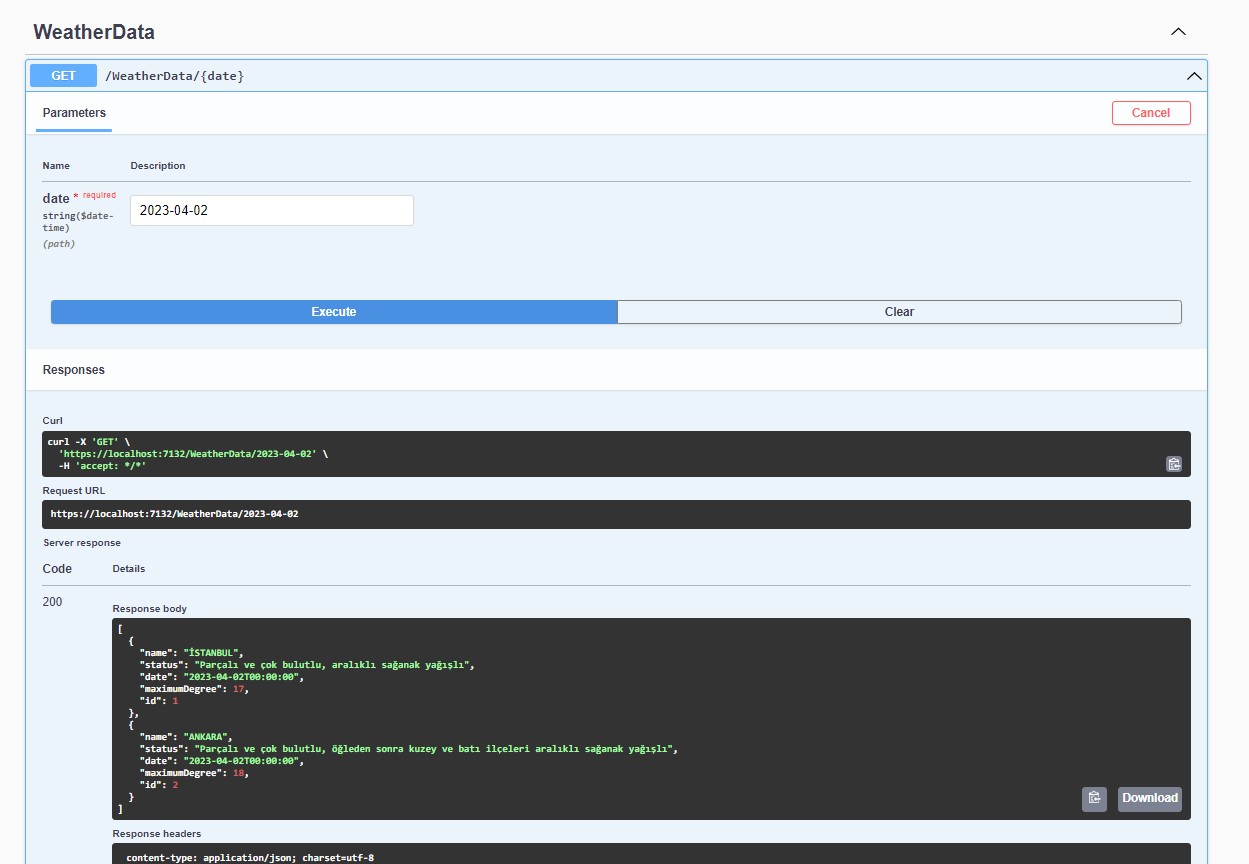 WeatherData
GET /WeatherData/{date}
Parameters
Cancel
Name Description
date * required
string($date-
time)
(path)
2023-04-02
Execute Clear
Responses
Curl
curl -X 'GET' \
'https://localhost:7132/WeatherData/2023-04-02' \
-H 'accept: */*'
Request URL
https://localhost:7132/WeatherData/2023-04-02
Server response
Code Details
200
Response body
[
{
"name": "İSTANBUL",
"status": "Parçalı ve çok bulutlu, aralıklı sağanak yağışlı",
"date": "2023-04-02T00:00:00",
"maximumDegree": 17,
"id": 1
},
{
"name": "ANKARA",
"status": "Parçalı ve çok bulutlu, öğleden sonra kuzey ve batı ilçeleri aralıklı sağanak yağışlı",
"date": "2023-04-02T00:00:00",
"maximumDegree": 18,
"id": 2
}
]
Download
Response headers
content-type: application/json; charset=utf-8